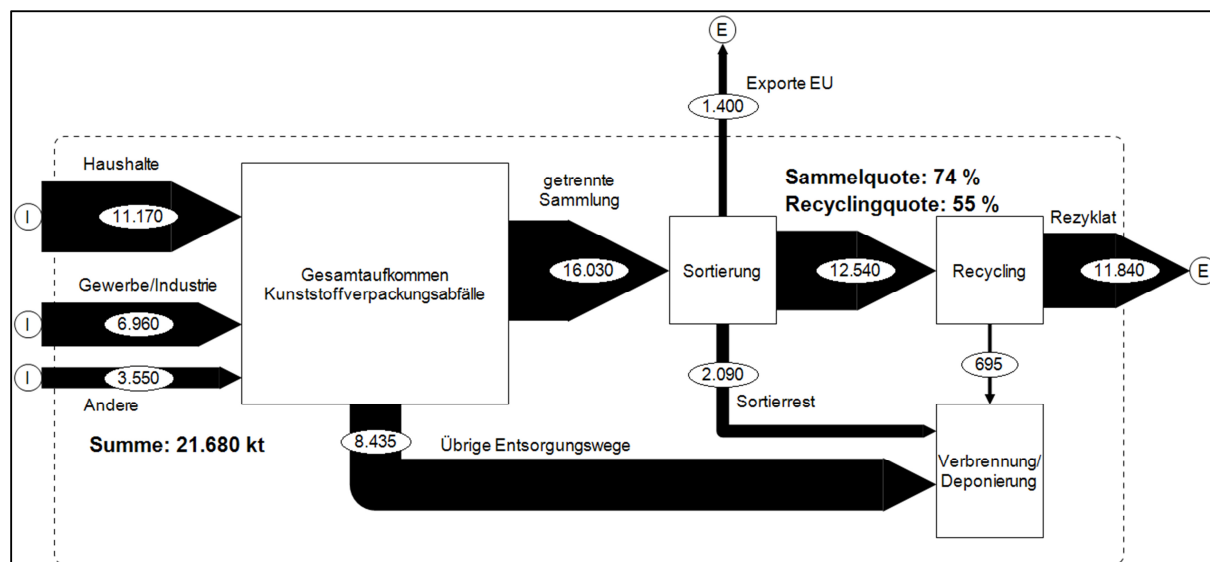 E
Exporte EU
1.400
Haushalte
I
11.170
getrennte
Sammlung
Sammelquote: 74 %
Recyclingquote: 55 %
Rezyklat
Gesamtaufkommen
Kunststoffverpackungsabfälle
16.030
Sortierung
12.540
Recycling
11.840
E
Gewerbe/Industrie
I
6.960
I
3.550
Andere
2.090
695
Sortierrest
Summe: 21.680 kt
8.435
Übrige Entsorgungswege
Verbrennung/
Deponierung